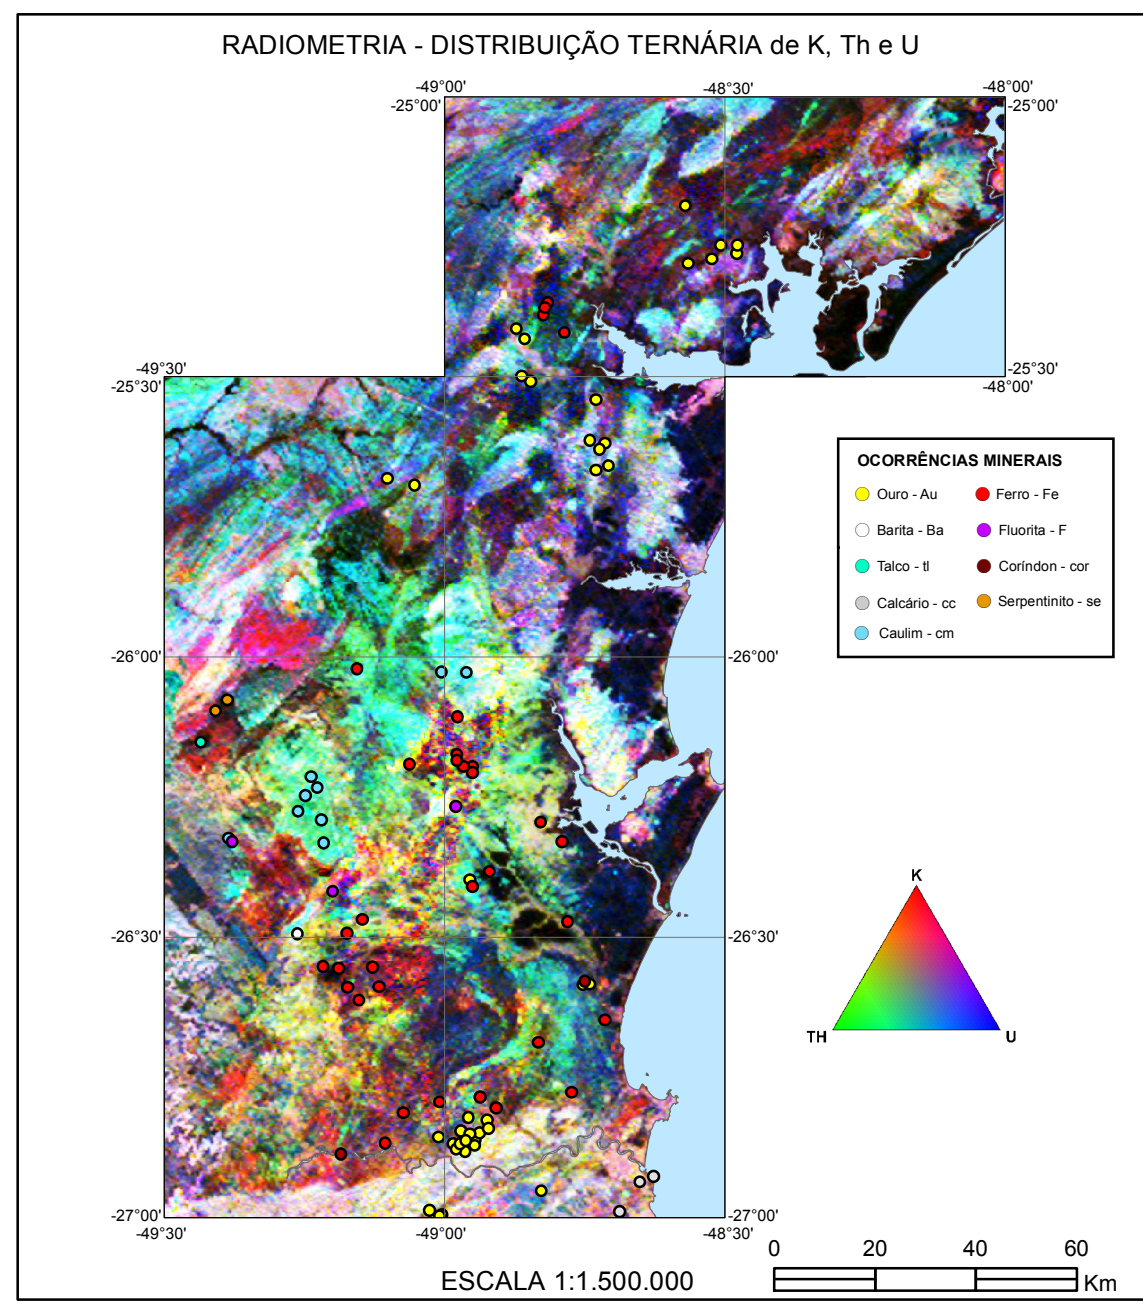 RADIOMETRIA - DISTRIBUIÇÃO TERNÁRIA de K, Th e U
-49°00' -48°30' -48°00'
-25°00' -25°00'
-49°30' -25°30'
-25°30' -48°00'
OCORRÊNCIAS MINERAIS
Ouro - Au Ferro - Fe
Barita - Ba Fluorita - F
Talco - tl Coríndon - cor
Calcário - cc Serpentinito - se
Caulim - cm
-26°00' -26°00'
K
TH U
-26°30' -26°30'
-27°00' -27°00'
-49°30' -49°00' -48°30'
0 20 40 60
Km
ESCALA 1:1.500.000